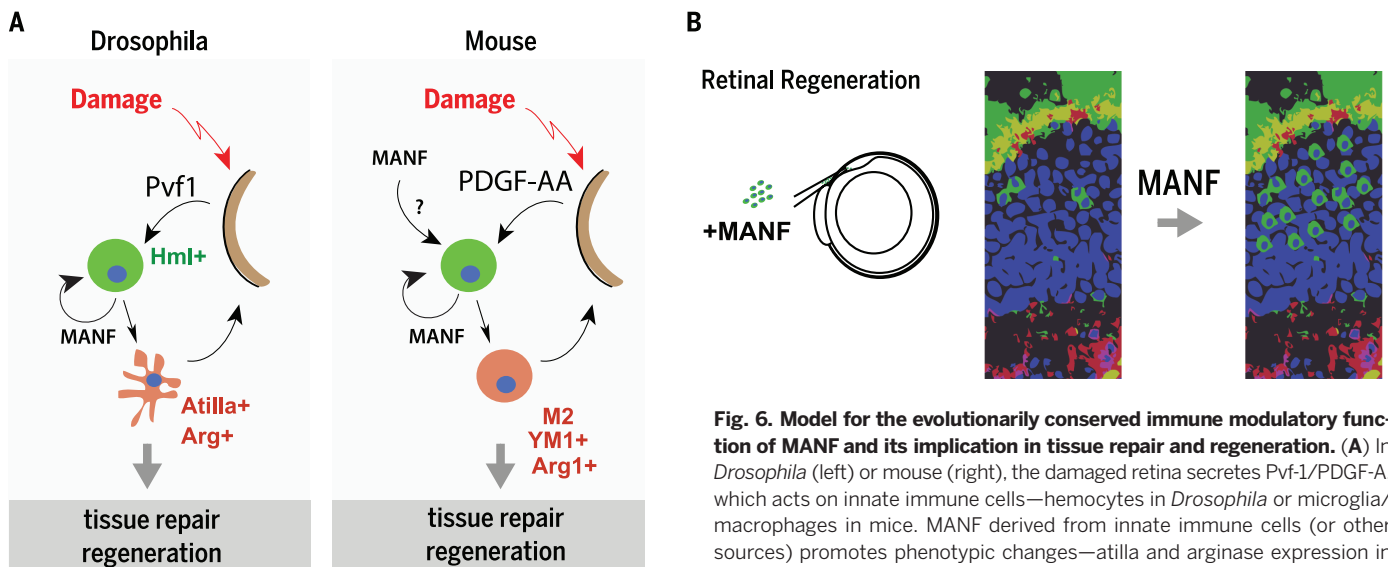 A
Drosophila
Damage
Pvf1
Hml+
MANF
Atilla+
Arg+
tissue repair
regeneration
Mouse
Damage
MANF
?
PDGF-AA
MANF
M2
YM1+
Arg1+
tissue repair
regeneration
B
Retinal Regeneration
+MANF
MANF
Fig. 6. Model for the evolutionarily conserved immune modulatory func-
tion of MANF and its implication in tissue repair and regeneration. (A) In
Drosophila (left) or mouse (right), the damaged retina secretes Pvf-1/PDGF-A,
which acts on innate immune cells—hemocytes in Drosophila or microglia/
macrophages in mice. MANF derived from innate immune cells (or other
sources) promotes phenotypic changes—atilla and arginase expression in